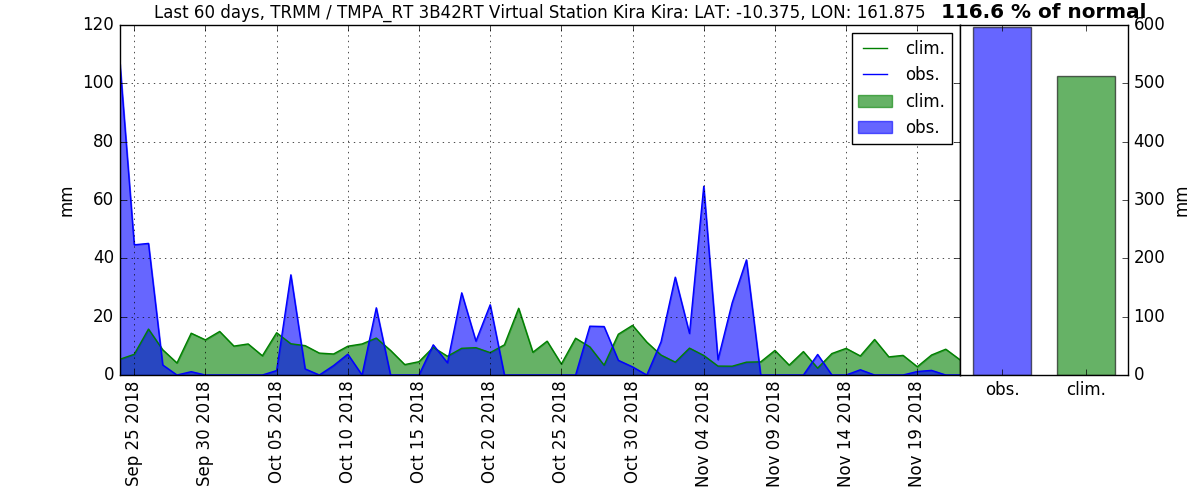 Last 60 days, TRMM / TMPA_RT 3B42RT Virtual Station Kira Kira: LAT: -10.375, LON: 161.875
116.6 % of normal
120
100
80
60
40
20
0
mm
clim.
obs.
clim.
obs.
Sep 25 2018
Sep 30 2018
Oct 05 2018
Oct 10 2018
Oct 15 2018
Oct 20 2018
Oct 25 2018
Oct 30 2018
Nov 04 2018
Nov 09 2018
Nov 14 2018
Nov 19 2018
600
500
400
300
200
100
0
mm
obs.
clim.